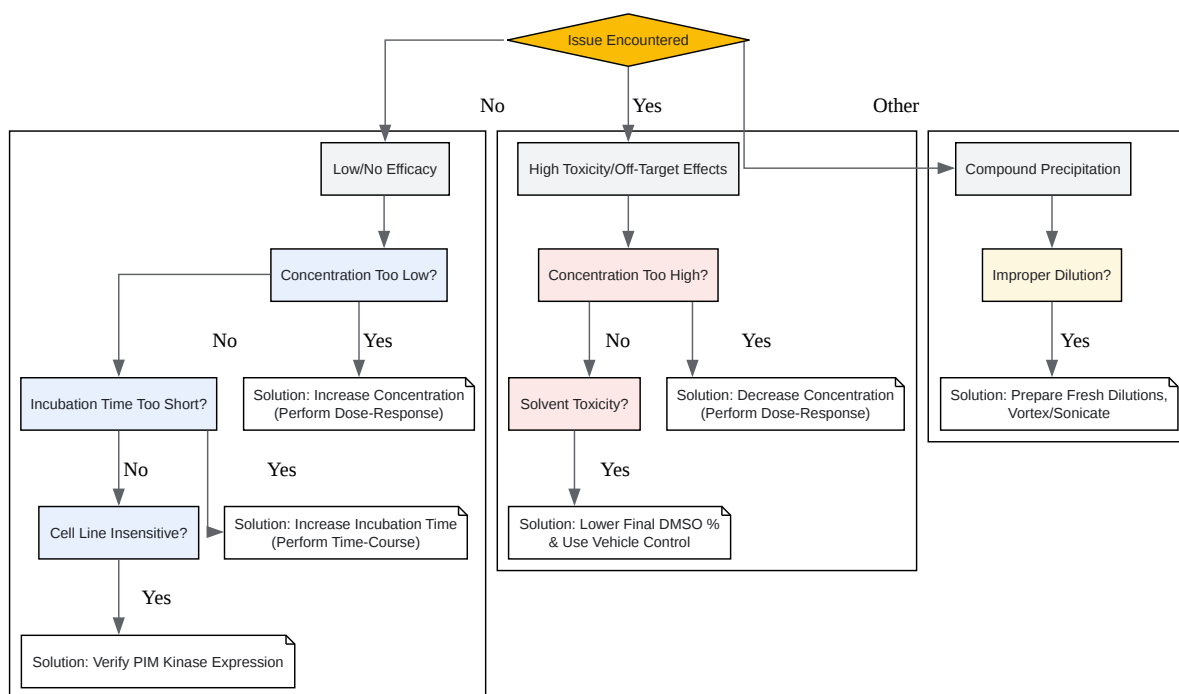 Issue Encountered
No
Yes
Other
Low/No Efficacy
High Toxicity/Off-Target Effects
Compound Precipitation
Concentration Too Low?
Concentration Too High?
Improper Dilution?
No
Yes
No
Yes
Yes
Incubation Time Too Short?
Solution: Increase Concentration
(Perform Dose-Response)
Solvent Toxicity?
Solution: Decrease Concentration
(Perform Dose-Response)
Solution: Prepare Fresh Dilutions,
Vortex/Sonicate
No
Yes
Yes
Cell Line Insensitive?
Solution: Increase Incubation Time
(Perform Time-Course)
Solution: Lower Final DMSO %
& Use Vehicle Control
Yes
Solution: Verify PIM Kinase Expression